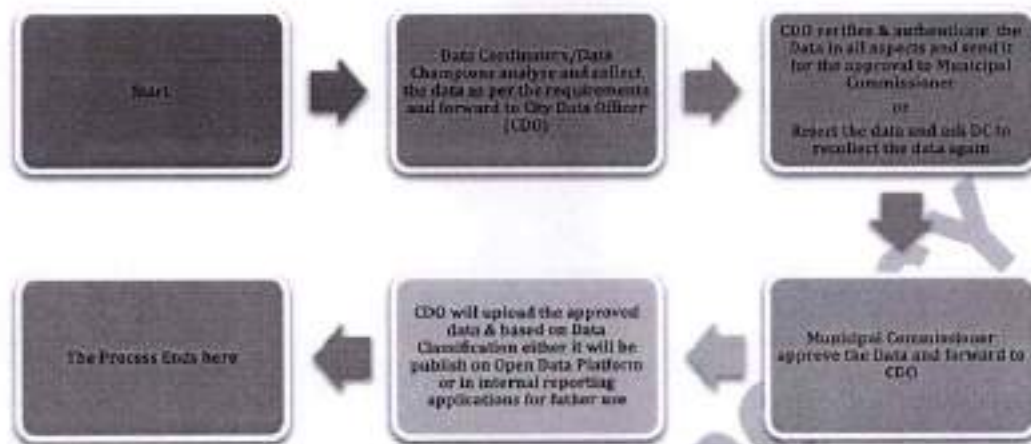 Start
Data Cordinators/Data
Champions analyse and collect
the data as per the requirements
and forward to City Data Officer
(CDO)
CDO verifies & authenticate the
Data in all aspects and send it
for the approval to Municipal
Commissioner
or
Reject the data and ask DC to
recollect the data again
Municipal Commissioner
approve the Data and forward to
CDO
CDO will upload the approved
data & based on Data
Classification either it will be
publish on Open Data Platform
or in internal reporting
applications for father use
The Process Ends here